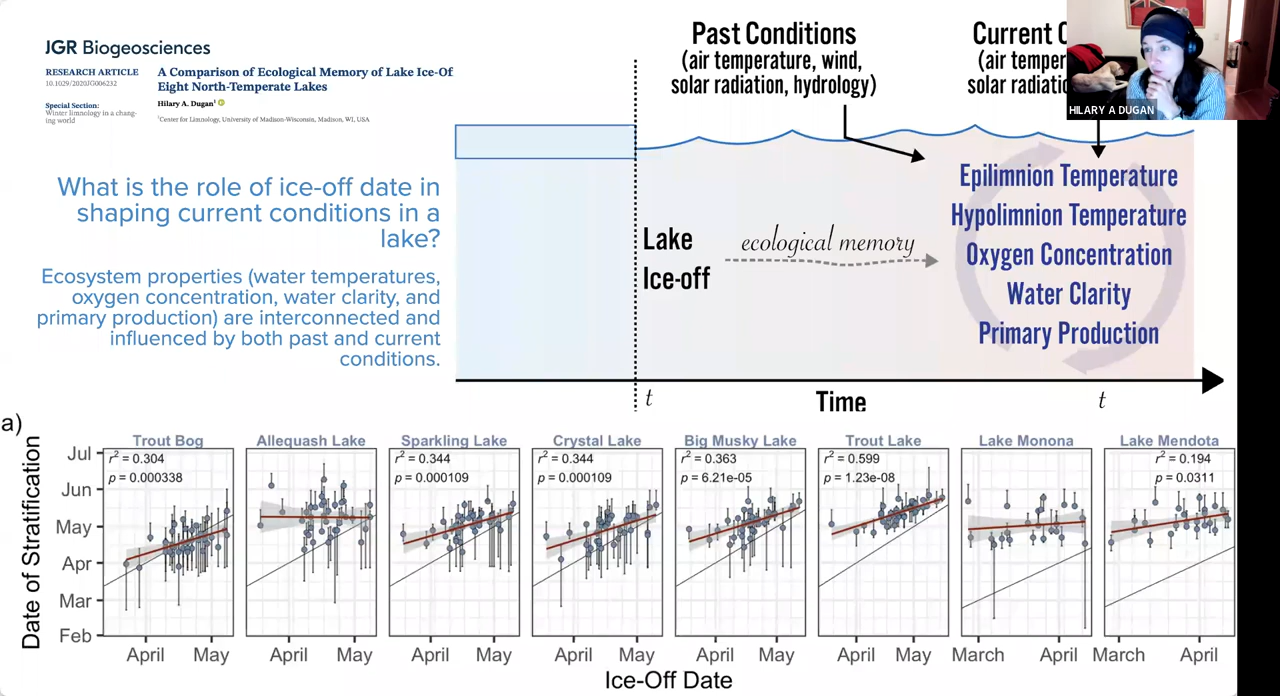 JGR Biogeosciences
RESEARCH ARTICLE
10.1029/2020JG006232
Special Section:
Winter limnology in a chang-
ing world
A Comparison of Ecological Memory of Lake Ice-Of
Eight North-Temperate Lakes
Hilary A. Dugan¹
¹Center for Limnology, University of Madison-Wisconsin, Madison, WI, USA
What is the role of ice-off date in
shaping current conditions in a
lake?
Ecosystem properties (water temperatures,
oxygen concentration, water clarity, and
primary production) are interconnected and
influenced by both past and current
conditions.
Past Conditions
(air temperature, wind,
solar radiation, hydrology)
Current C
(air temper
solar radiatio
HILARY A DUGAN
Lake
Ice-off
ecological memory
Epilimnion Temperature
Hypolimnion Temperature
Oxygen Concentration
Water Clarity
Primary Production
t
Time
t
a)
Date of Stratification
Jul
Jun
May
Apr
Mar
Feb
Trout Bog
r² = 0.304
p = 0.000338
April May
Allequash Lake
April May
Sparkling Lake
r² = 0.344
p = 0.000109
April May
Crystal Lake
r² = 0.344
p = 0.000109
April May
Big Musky Lake
r² = 0.363
p = 6.21e-05
April May
Trout Lake
r² = 0.599
p = 1.23e-08
April May
Lake Monona
March April
Lake Mendota
r² = 0.194
p = 0.0311
March April
Ice-Off Date